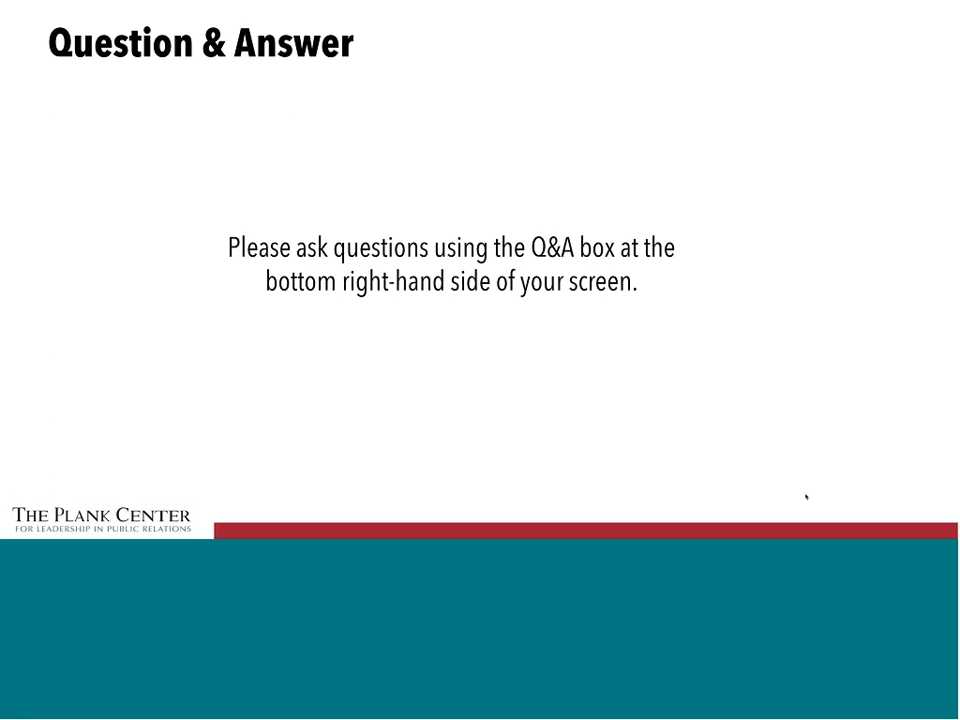 Question & Answer
Please ask questions using the Q&A box at the
bottom right-hand side of your screen.
THE PLANK CENTER
FOR LEADERSHIP IN PUBLIC RELATIONS